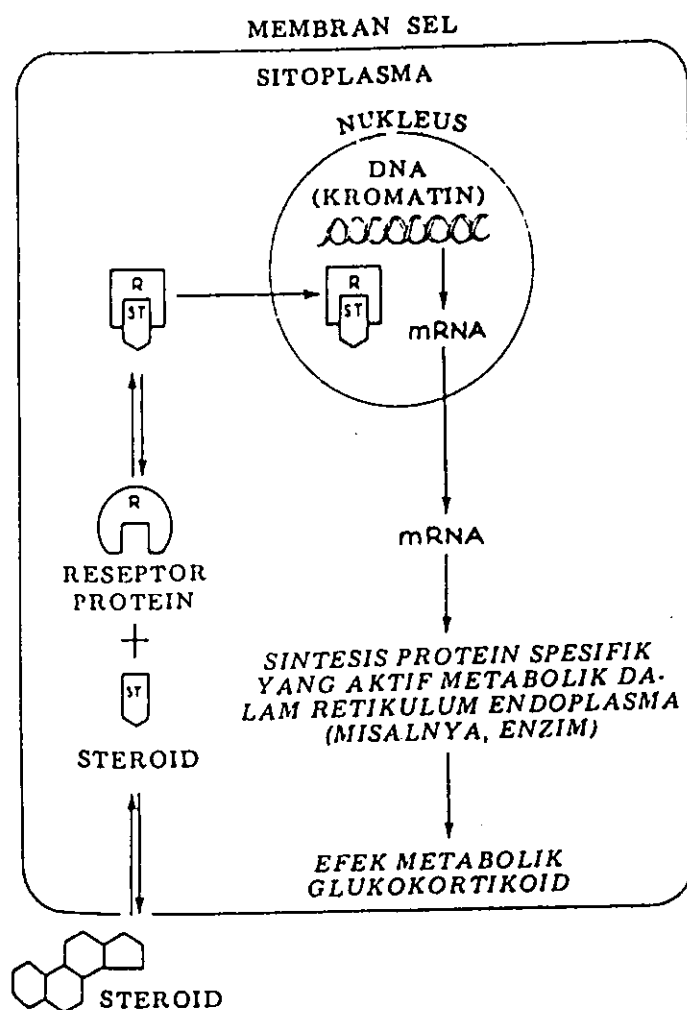 MEMBRAN SEL
SITOPLASMA
NUKLEUS
DNA
(KROMATIN)
R
ST
R
ST
mRNA
R
RESEPTOR
PROTEIN
+
ST
STEROID
mRNA
SINTESIS PROTEIN SPESIFIK
YANG AKTIF METABOLIK DA-
LAM RETIKULUM ENDOPLASMA
(MISALNYA, ENZIM)
EFEK METABOLIK
GLUKOKORTIKOID
STEROID